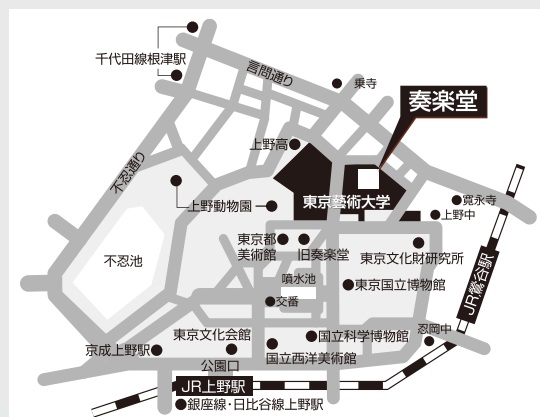 千代田線根津駅
言問通り
乗寺
奏楽堂
上野高
不忍通り
東京藝術大学
寛永寺
上野中
上野動物園
東京都
美術館
旧奏楽堂
東京文化財研究所
不忍池
噴水池
東京国立博物館
JR鶯谷駅
交番
忍岡中
東京文化会館
国立科学博物館
京成上野駅
公園口
国立西洋美術館
JR上野駅
銀座線・日比谷線上野駅